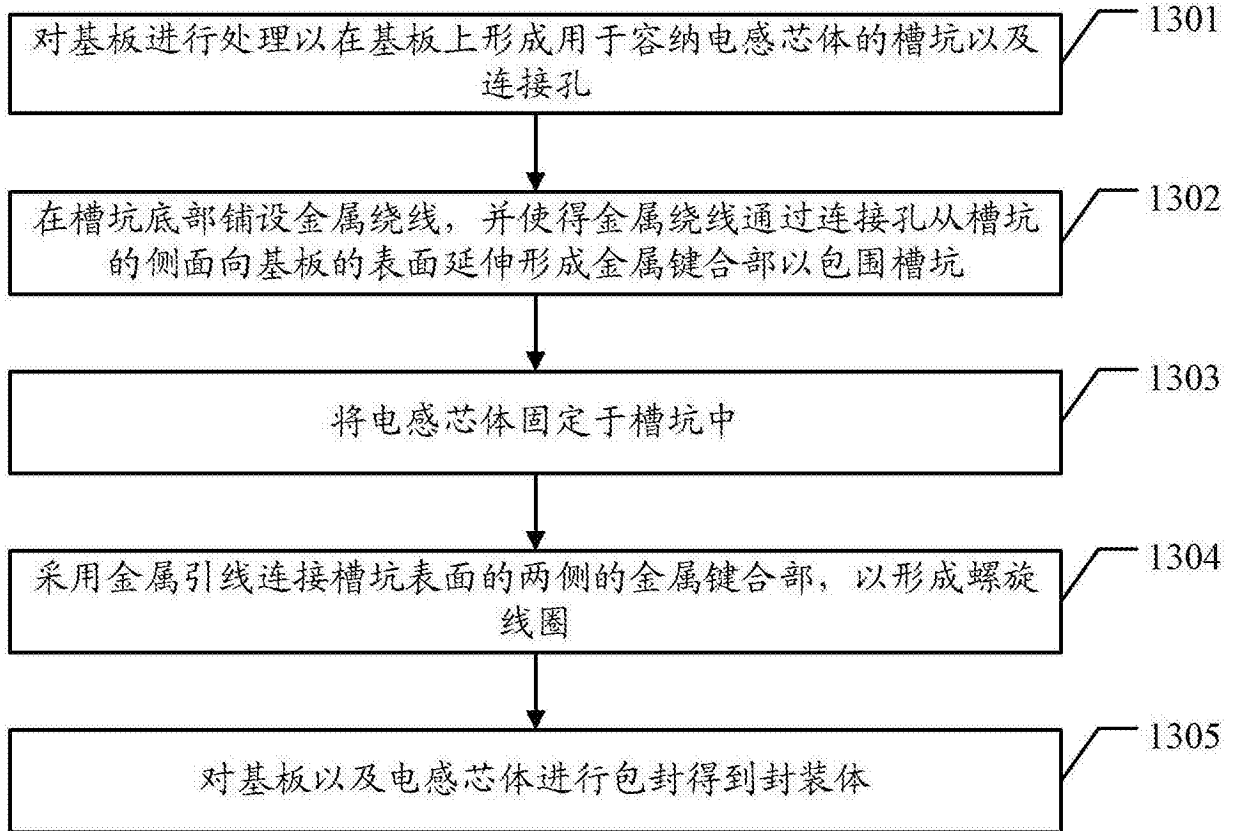 对基板进行处理以在基板上形成用于容纳电感芯体的槽坑以及
连接孔
1301
在槽坑底部铺设金属绕线，并使得金属绕线通过连接孔从槽坑
的侧面向基板的表面延伸形成金属键合部以包围槽坑
1302
将电感芯体固定于槽坑中
1303
采用金属引线连接槽坑表面的两侧的金属键合部，以形成螺旋
线圈
1304
对基板以及电感芯体进行包封得到封装体
1305